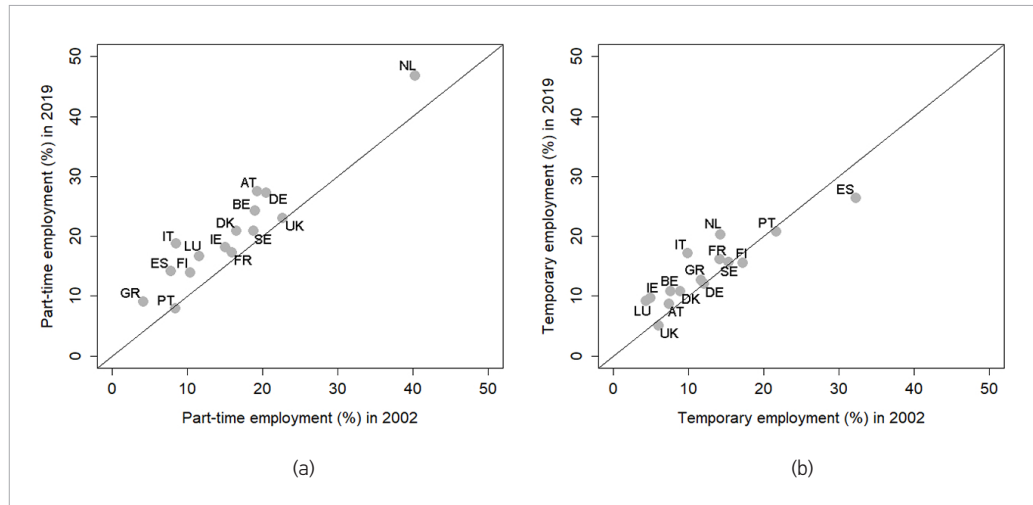 Part-time employment (%) in 2019
50
40
30
20
10
0
NL
AT
DE
BE
UK
DK
SE
IT
IE
LU
FR
ES
FI
GR
PT
0 10 20 30 40 50
Part-time employment (%) in 2002
(a)
Temporary employment (%) in 2019
50
40
30
20
10
0
ES
NL
PT
IT
FR
FI
SE
GR
BE
IE
DE
DK
LU
AT
UK
0 10 20 30 40 50
Temporary employment (%) in 2002
(b)